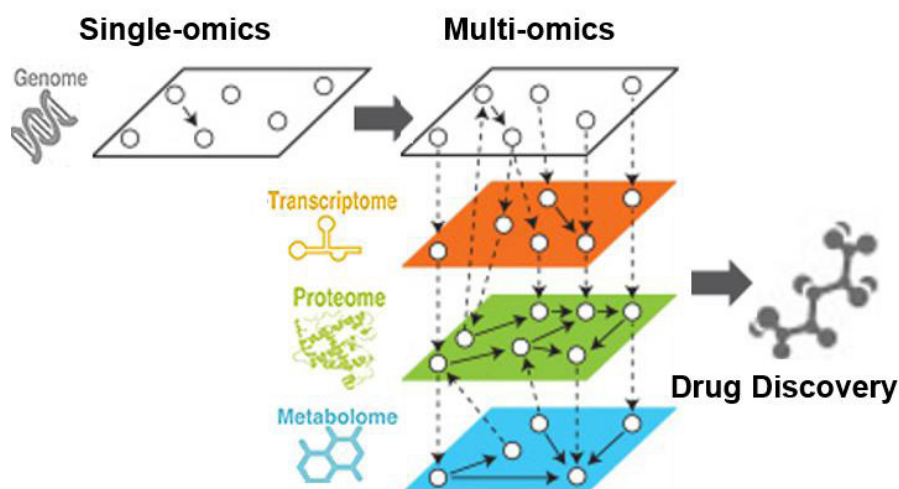 Single-omics
Multi-omics
Genome
Transcriptome
Proteome
Metabolome
Drug Discovery